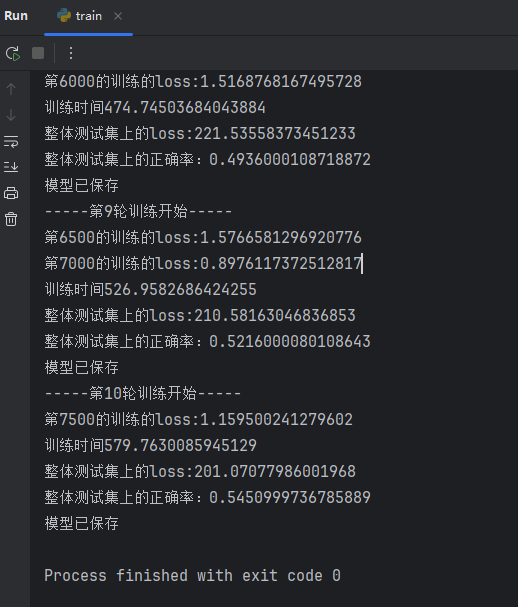 Run
train
第6000的训练的loss:1.5168768167495728
训练时间474.74503684043884
整体测试集上的loss:221.53558373451233
整体测试集上的正确率：0.4936000108718872
模型已保存
-----第9轮训练开始-----
第6500的训练的loss:1.5766581296920776
第7000的训练的loss:0.8976117372512817
训练时间526.9582686424255
整体测试集上的loss:210.58163046836853
整体测试集上的正确率：0.5216000080108643
模型已保存
-----第10轮训练开始-----
第7500的训练的loss:1.159500241279602
训练时间579.7630085945129
整体测试集上的loss:201.07077986001968
整体测试集上的正确率：0.5450999736785889
模型已保存
Process finished with exit code 0